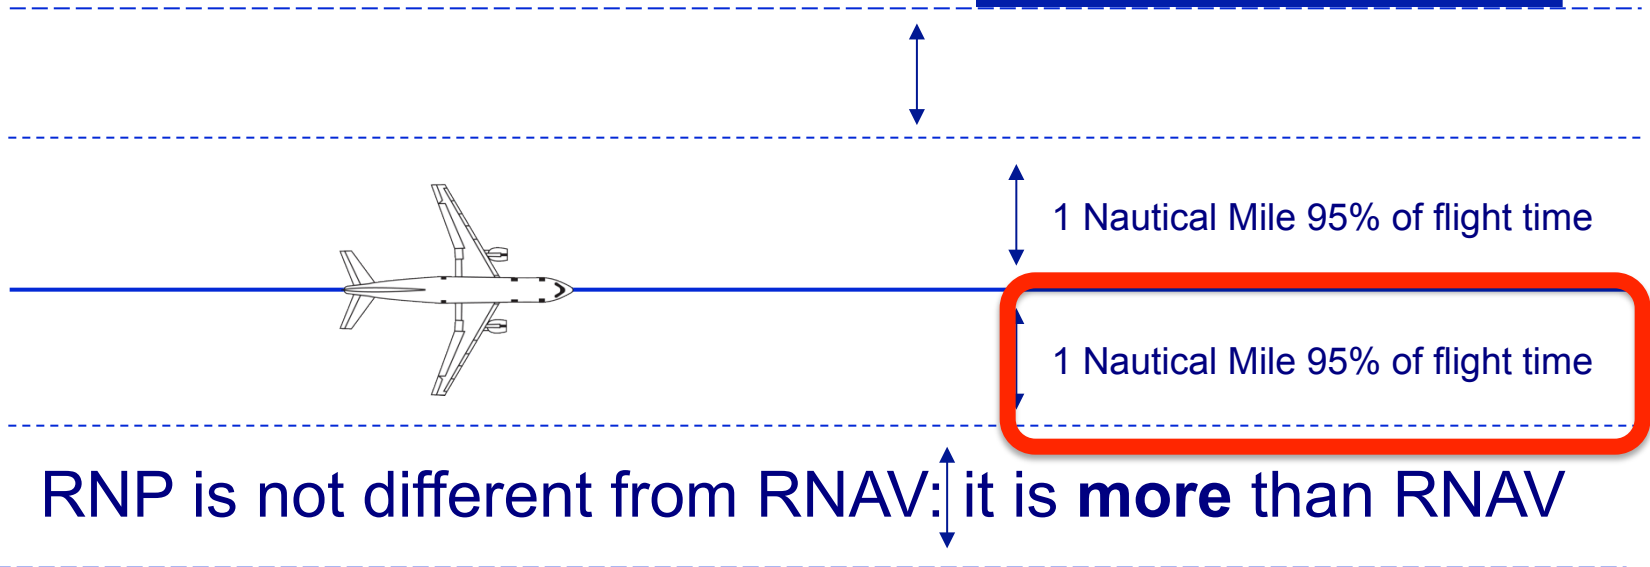 1 Nautical Mile 95% of flight time
1 Nautical Mile 95% of flight time
RNP is not different from RNAV: it is more than RNAV